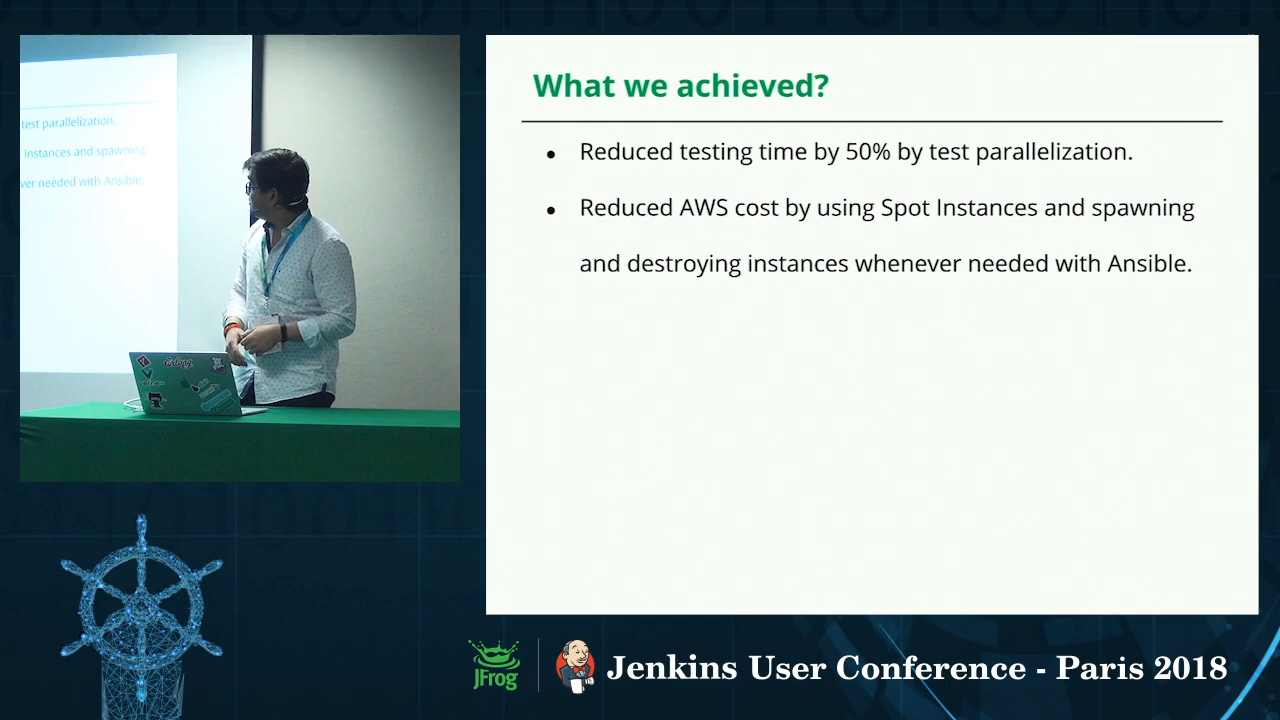 What we achieved?
● Reduced testing time by 50% by test parallelization.
● Reduced AWS cost by using Spot Instances and spawning
and destroying instances whenever needed with Ansible.
test parallelization.
Instances and spawning
ver needed with Ansible.
Erlang
JFrog
Jenkins User Conference - Paris 2018